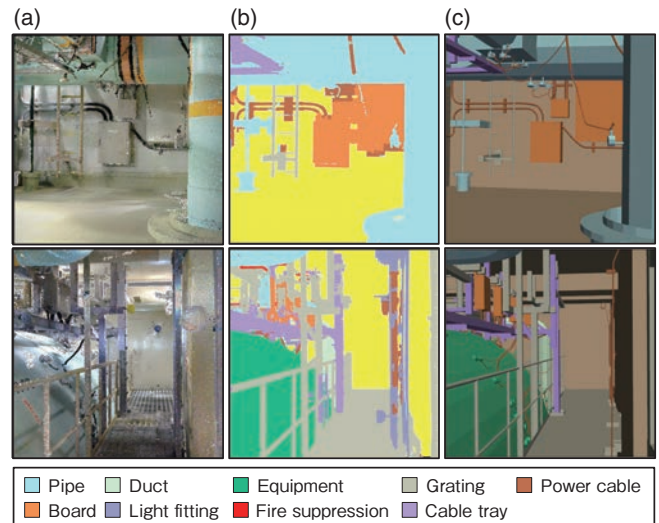 (a) (b) (c)
Pipe Duct Equipment Grating Power cable
Board Light fitting Fire suppression Cable tray